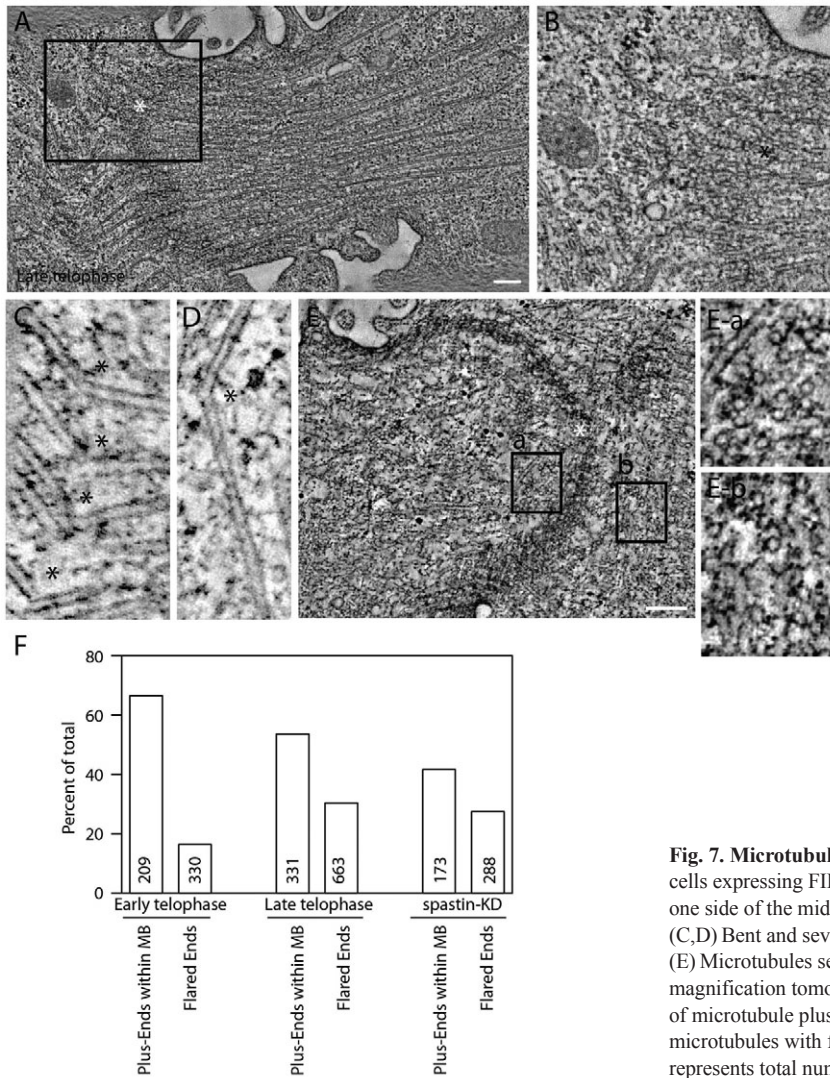 A
B
Late telophase
C
D
E
a
b
E-a
E-b
F
80
60
40
20
0
Percent of total
209
330
331
663
173
288
Early telophase
Late telophase
spastin-KD
Plus-Ends within MB
Flared Ends
Plus-Ends within MB
Flared Ends
Plus-Ends within MB
Flared Ends
Fig. 7. Microtubul
cells expressing FI
one side of the mid
(C,D) Bent and sev
(E) Microtubules se
magnification tomo
of microtubule plus
microtubules with f
represents total nun